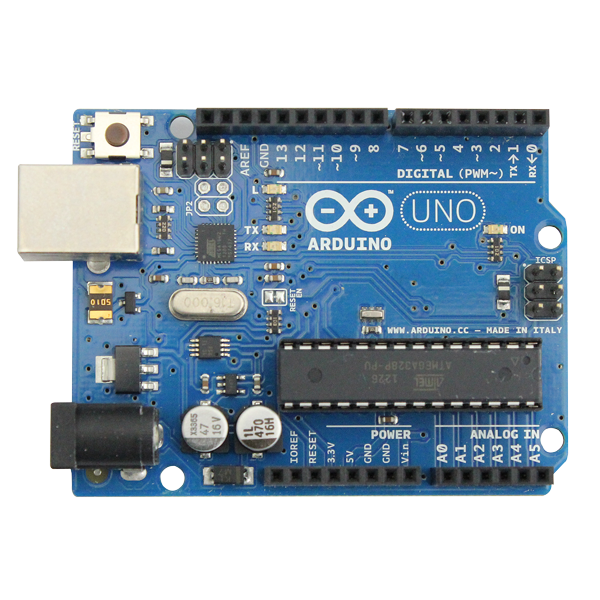 RESET
AREF
GND
13
12
~11
~10
~9
8
7
~6
~5
4
~3
2
TX→1
RX←0
DIGITAL (PWM~)
JP2
L
TX
RX
ARDUINO
™
UNO
ON
ICSP
RESET
EN
WWW.ARDUINO.CC – MADE IN ITALY
ATMEL
1226
ATMEGA328P-PU
47
16V
470
16H
POWER
ANALOG IN
IOREF
RESET
3.3V
5V
GND
GND
Vin
A0
A1
A2
A3
A4
A5